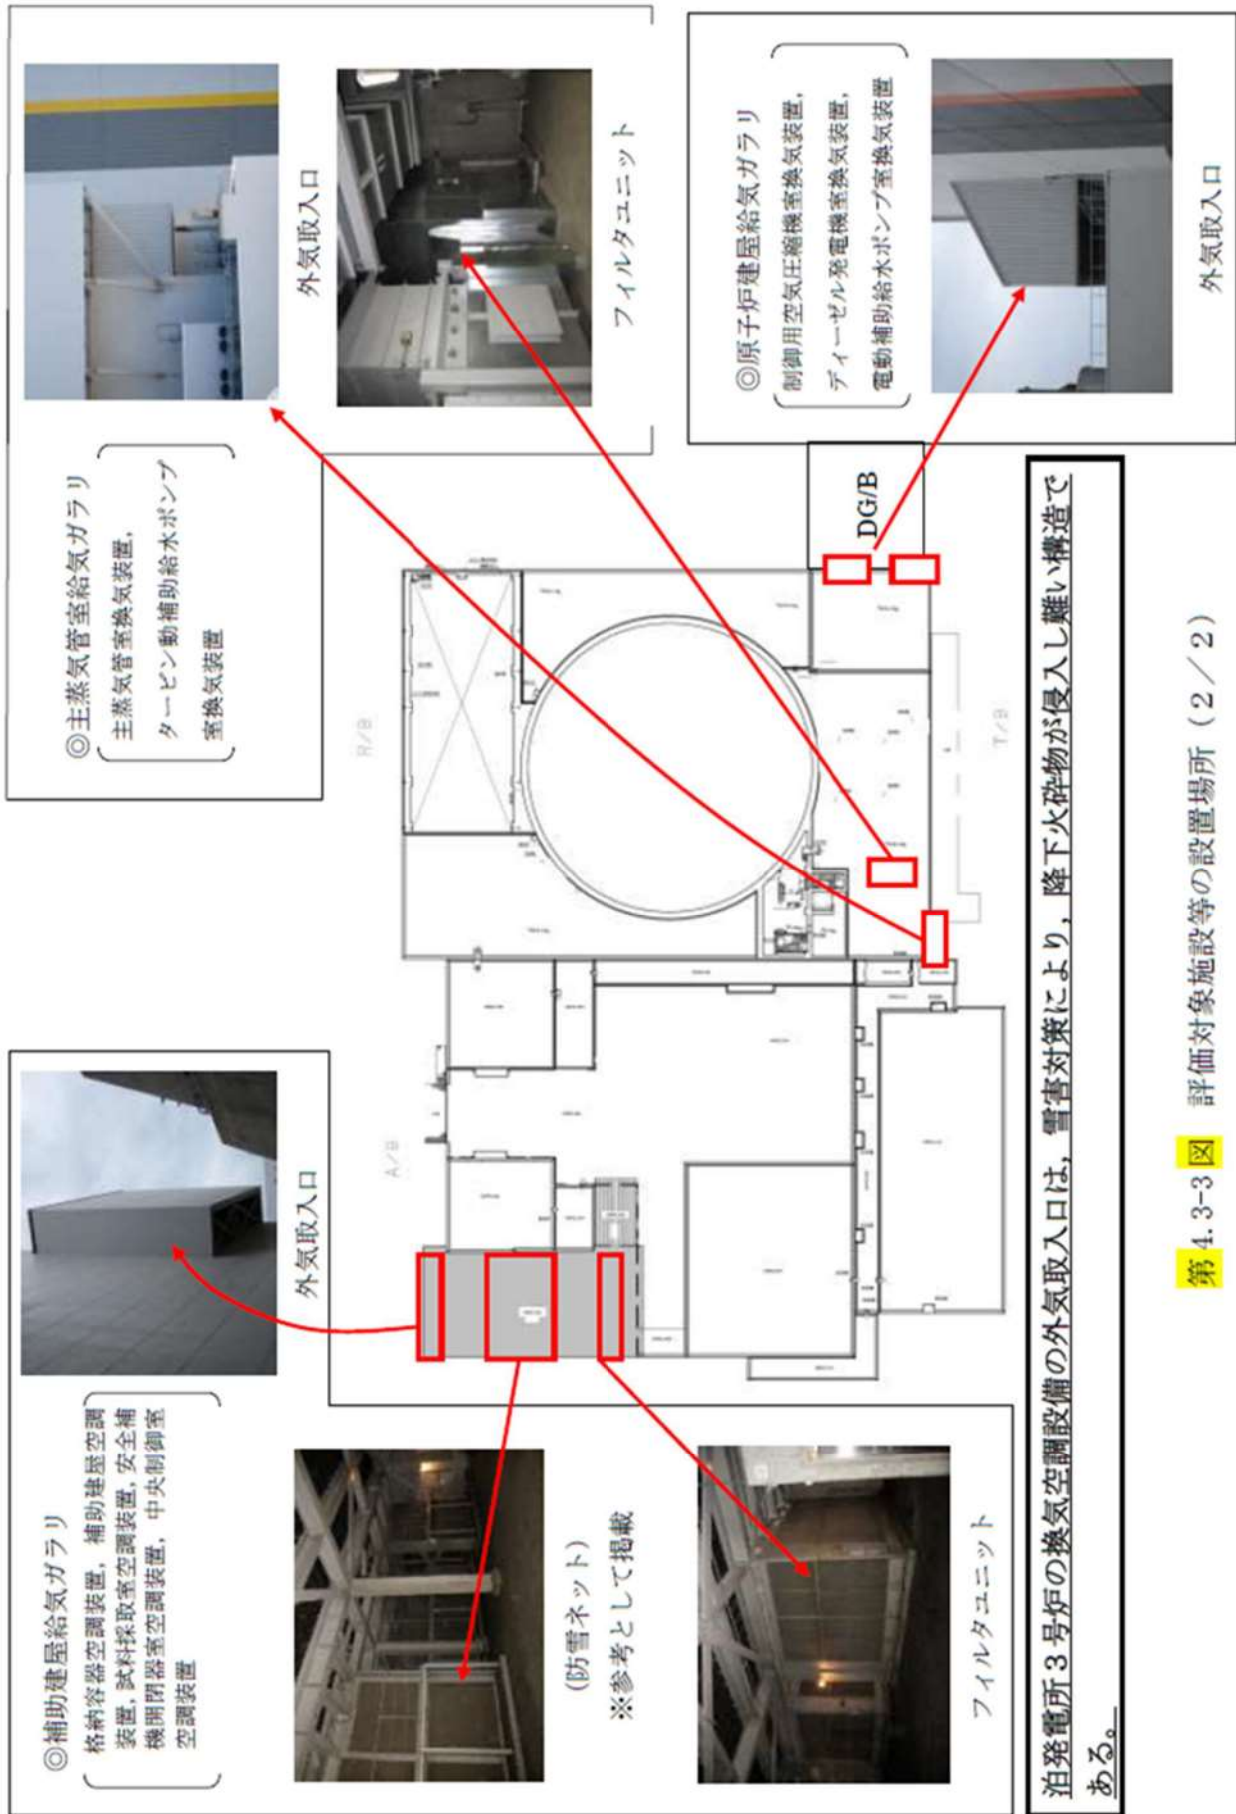 ◎補助建屋給気ガラリ
格納容器空調装置，補助建屋空調
装置，試料採取室空調装置，安全補
機開閉器室空調装置，中央制御室
空調装置
外気取入口
(防雪ネット)
※参考として掲載
フィルタユニット
◎主蒸気管室給気ガラリ
主蒸気管室換気装置，
タービン動補助給水ポンプ
室換気装置
外気取入口
フィルタユニット
A/B
R/B
T/B
DG/B
◎原子炉建屋給気ガラリ
制御用空気圧縮機室換気装置，
ディーゼル発電機室換気装置，
電動補助給水ポンプ室換気装置
外気取入口
泊発電所３号炉の換気空調設備の外気取入口は，雪害対策により，降下火砕物が侵入し難い構造で
ある。
第4.3-3図　評価対象施設等の設置場所（２／２）